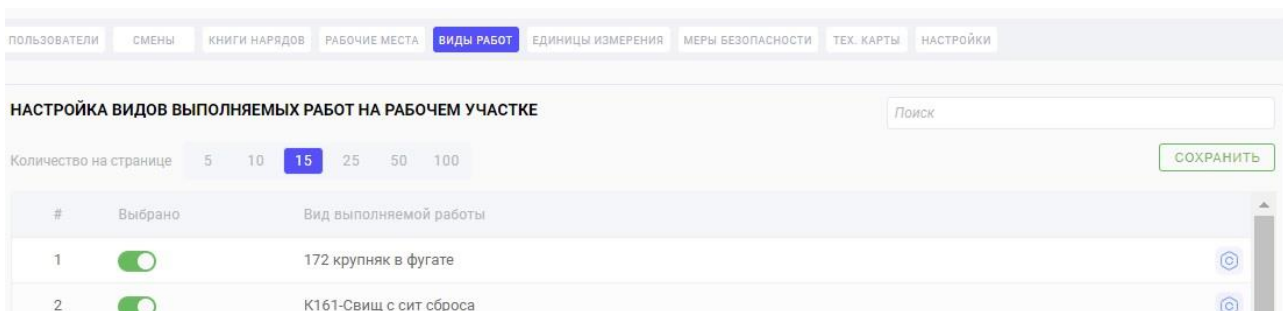 ПОЛЬЗОВАТЕЛИ СМЕНЫ КНИГИ НАРЯДОВ РАБОЧИЕ МЕСТА ВИДЫ РАБОТ ЕДИНИЦЫ ИЗМЕРЕНИЯ МЕРЫ БЕЗОПАСНОСТИ ТЕХ. КАРТЫ НАСТРОЙКИ
НАСТРОЙКА ВИДОВ ВЫПОЛНЯЕМЫХ РАБОТ НА РАБОЧЕМ УЧАСТКЕ Поиск
Количество на странице 5 10 15 25 50 100 СОХРАНИТЬ
# Выбрано Вид выполняемой работы
1 172 крупняк в фугате
2 К161-Свищ с сит сброса